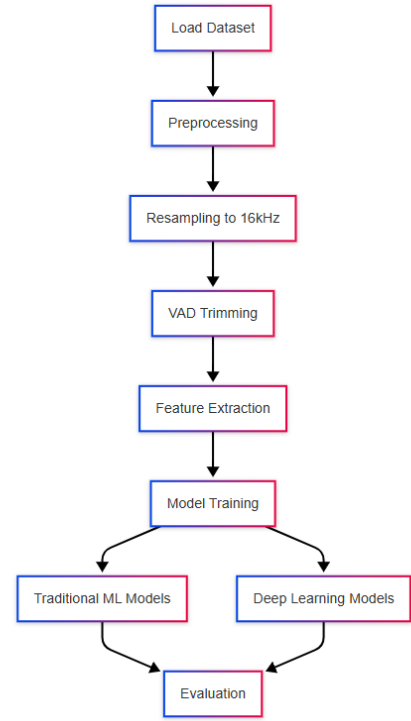 Load Dataset
Preprocessing
Resampling to 16kHz
VAD Trimming
Feature Extraction
Model Training
Traditional ML Models
Deep Learning Models
Evaluation